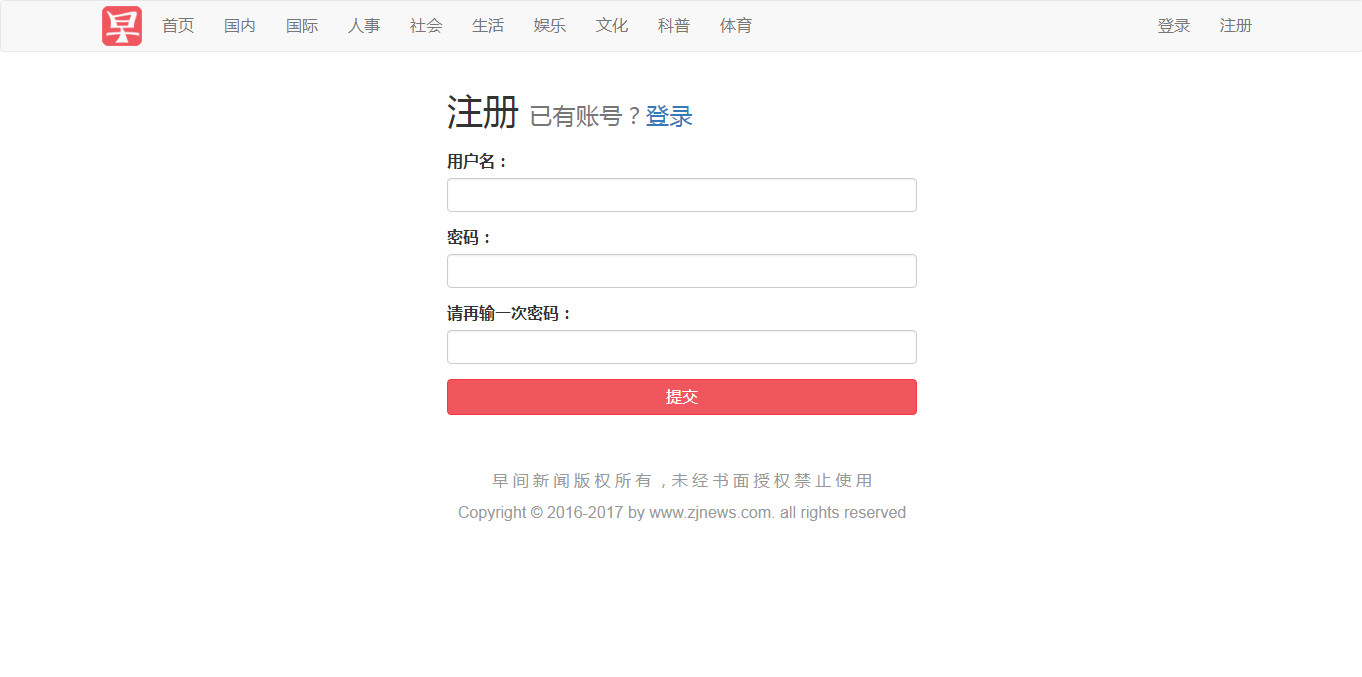 早 首页 国内 国际 人事 社会 生活 娱乐 文化 科普 体育 登录 注册
注册 已有账号？登录
用户名：
密码：
请再输一次密码：
提交
早间新闻版权所有，未经书面授权禁止使用
Copyright © 2016-2017 by www.zjnews.com. all rights reserved